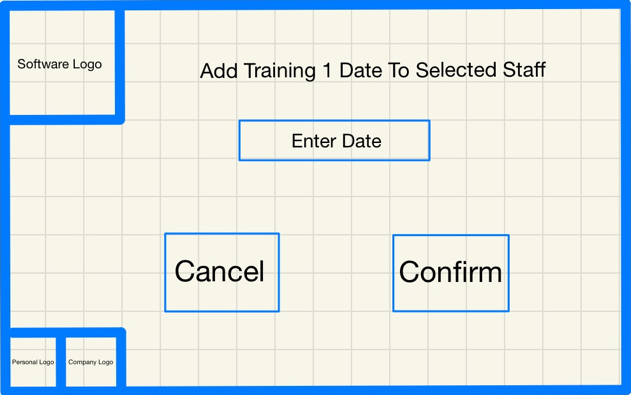 Software Logo
Add Training 1 Date To Selected Staff
Enter Date
Cancel
Confirm
Personal Logo
Company Logo